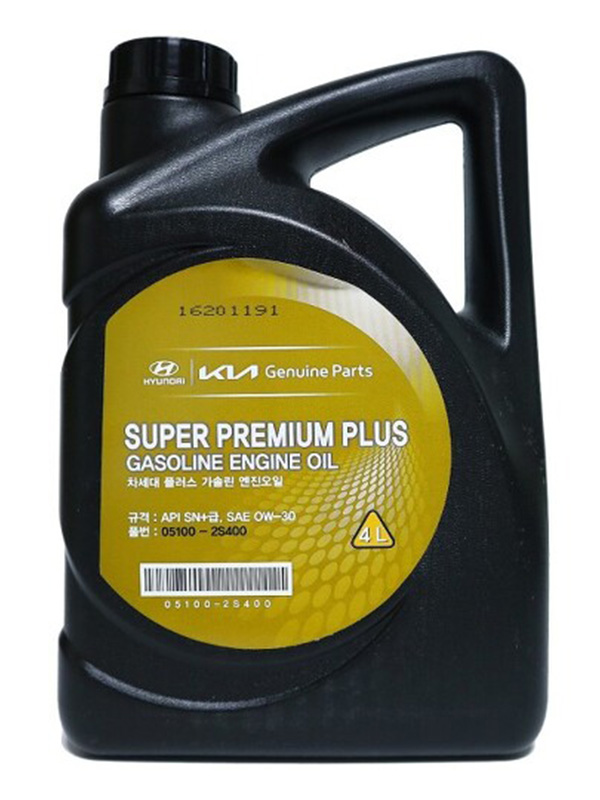 16201191
HYUNDAI KIA Genuine Parts
SUPER PREMIUM PLUS
GASOLINE ENGINE OIL
차세대 플러스 가솔린 엔진오일
규격 : API SN+급, SAE 0W-30
품번 : 05100 - 2S400
4 L
05100-2S400